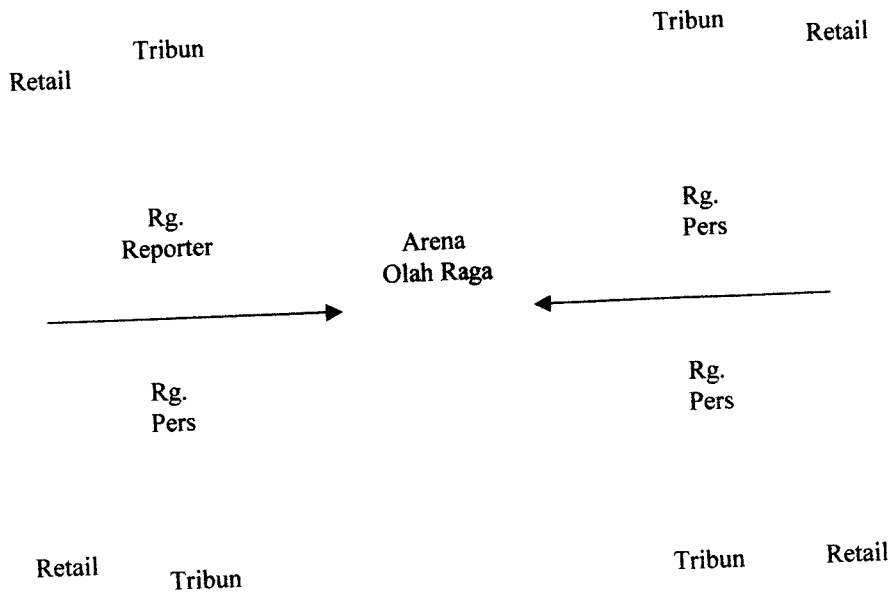 Tribun
Retail
Tribun
Retail
Rg.
Reporter
Arena
Olah Raga
Rg.
Pers
Rg.
Pers
Rg.
Pers
Retail
Tribun
Tribun
Retail